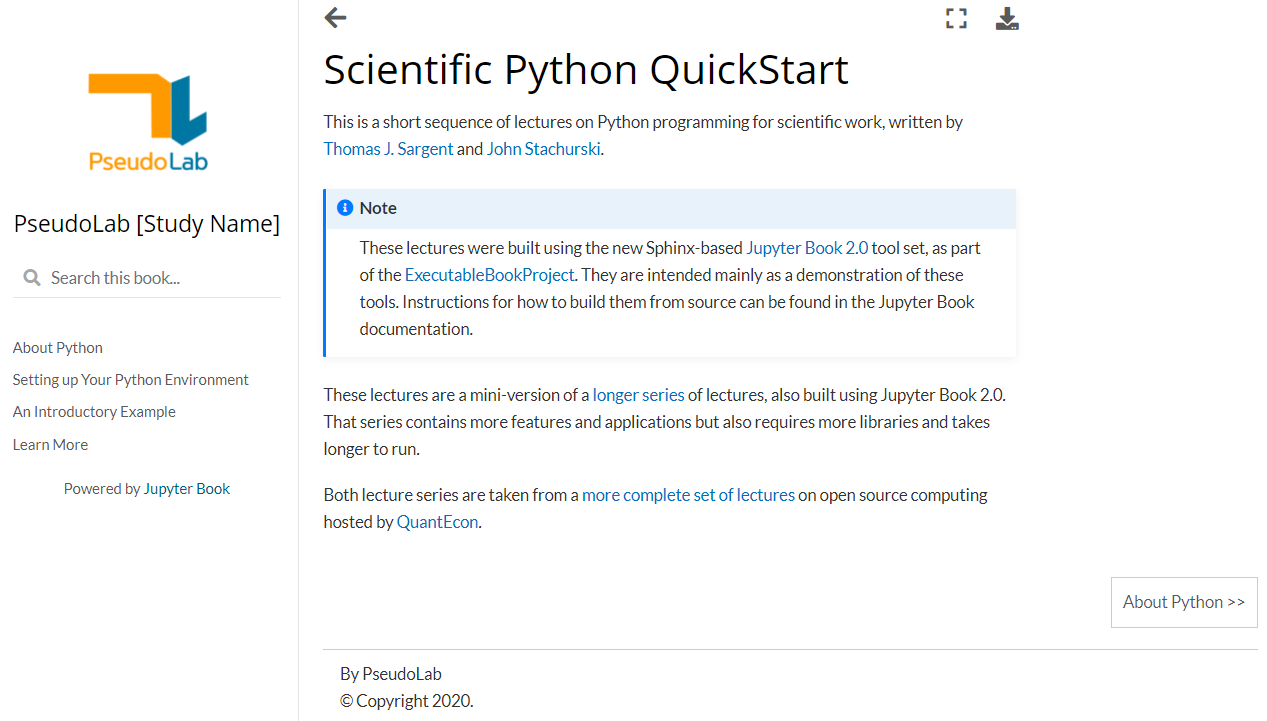 PseudoLab
PseudoLab [Study Name]
Search this book...
About Python
Setting up Your Python Environment
An Introductory Example
Learn More
Powered by Jupyter Book
Scientific Python QuickStart
This is a short sequence of lectures on Python programming for scientific work, written by
Thomas J. Sargent and John Stachurski.
Note
These lectures were built using the new Sphinx-based Jupyter Book 2.0 tool set, as part
of the ExecutableBookProject. They are intended mainly as a demonstration of these
tools. Instructions for how to build them from source can be found in the Jupyter Book
documentation.
These lectures are a mini-version of a longer series of lectures, also built using Jupyter Book 2.0.
That series contains more features and applications but also requires more libraries and takes
longer to run.
Both lecture series are taken from a more complete set of lectures on open source computing
hosted by QuantEcon.
About Python >>
By PseudoLab
© Copyright 2020.